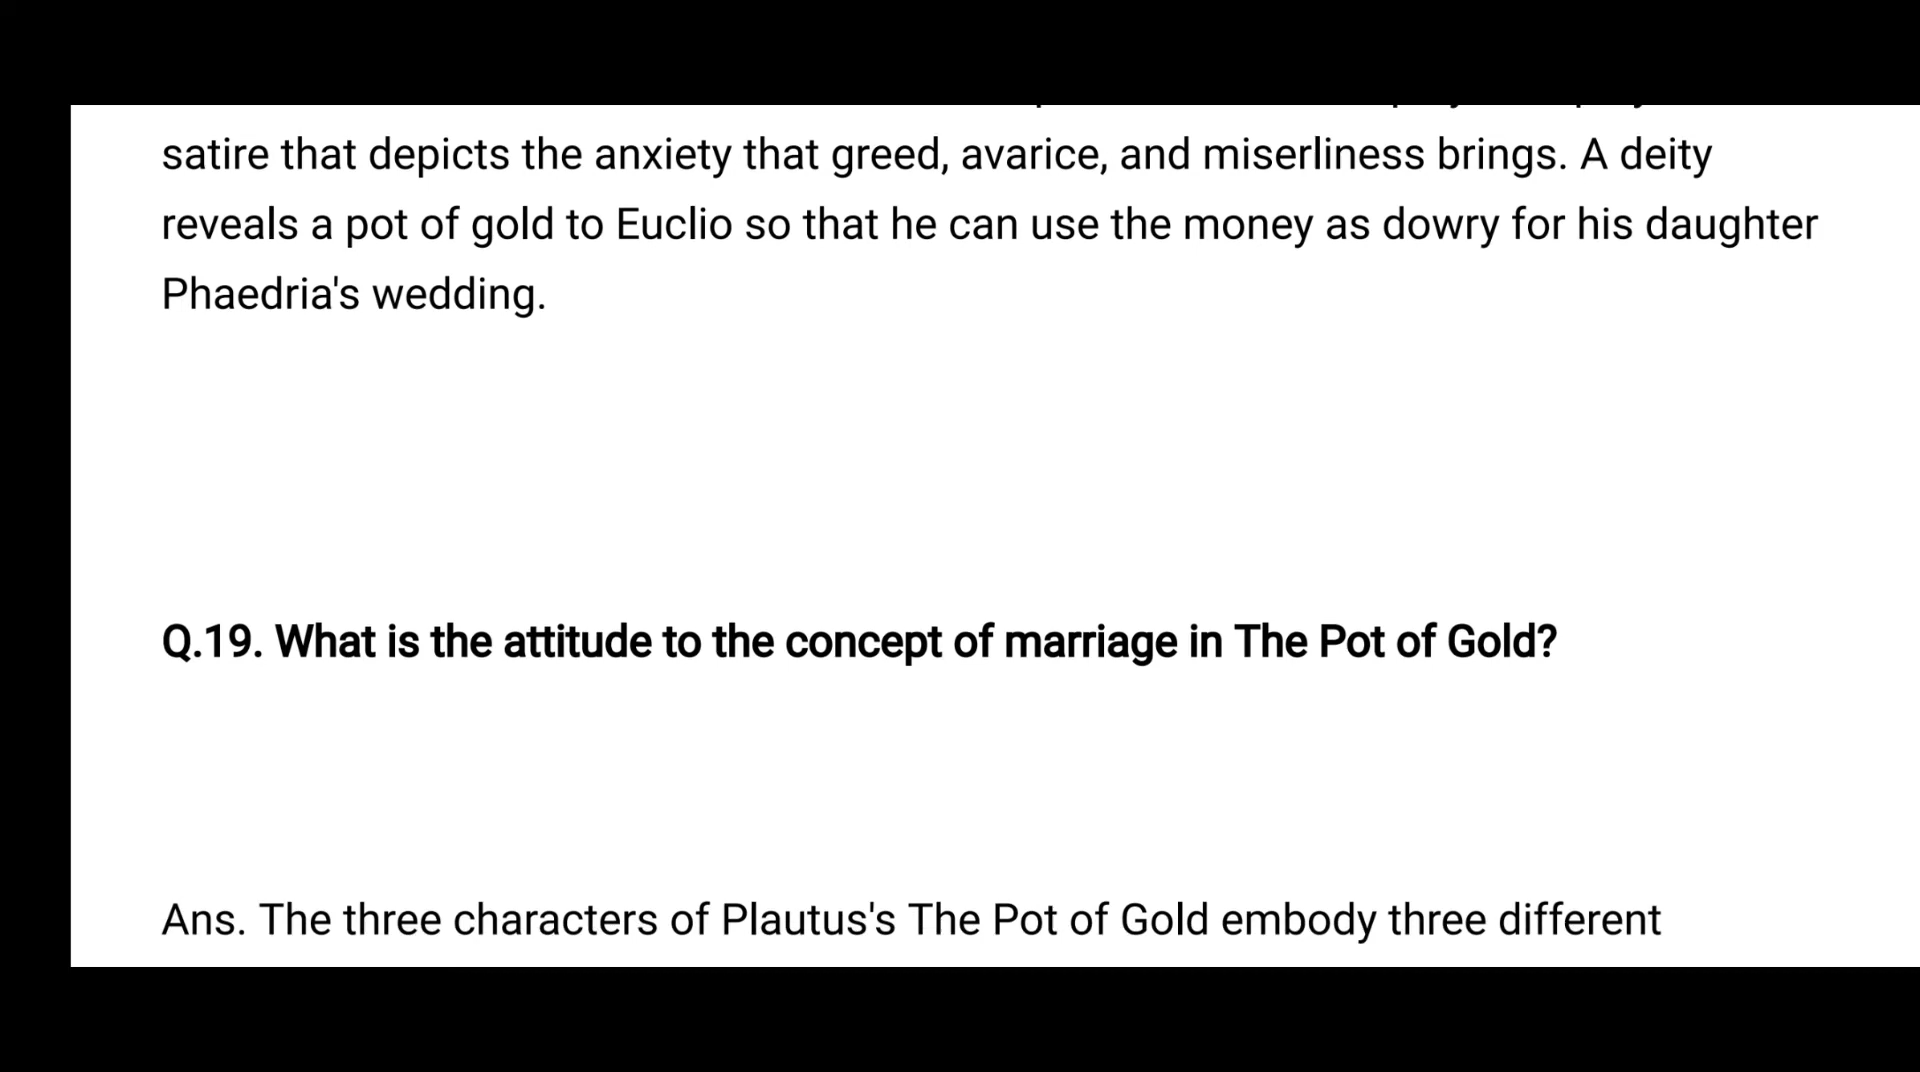 satire that depicts the anxiety that greed, avarice, and miserliness brings. A deity
reveals a pot of gold to Euclio so that he can use the money as dowry for his daughter
Phaedria's wedding.
Q.19. What is the attitude to the concept of marriage in The Pot of Gold?
Ans. The three characters of Plautus's The Pot of Gold embody three different